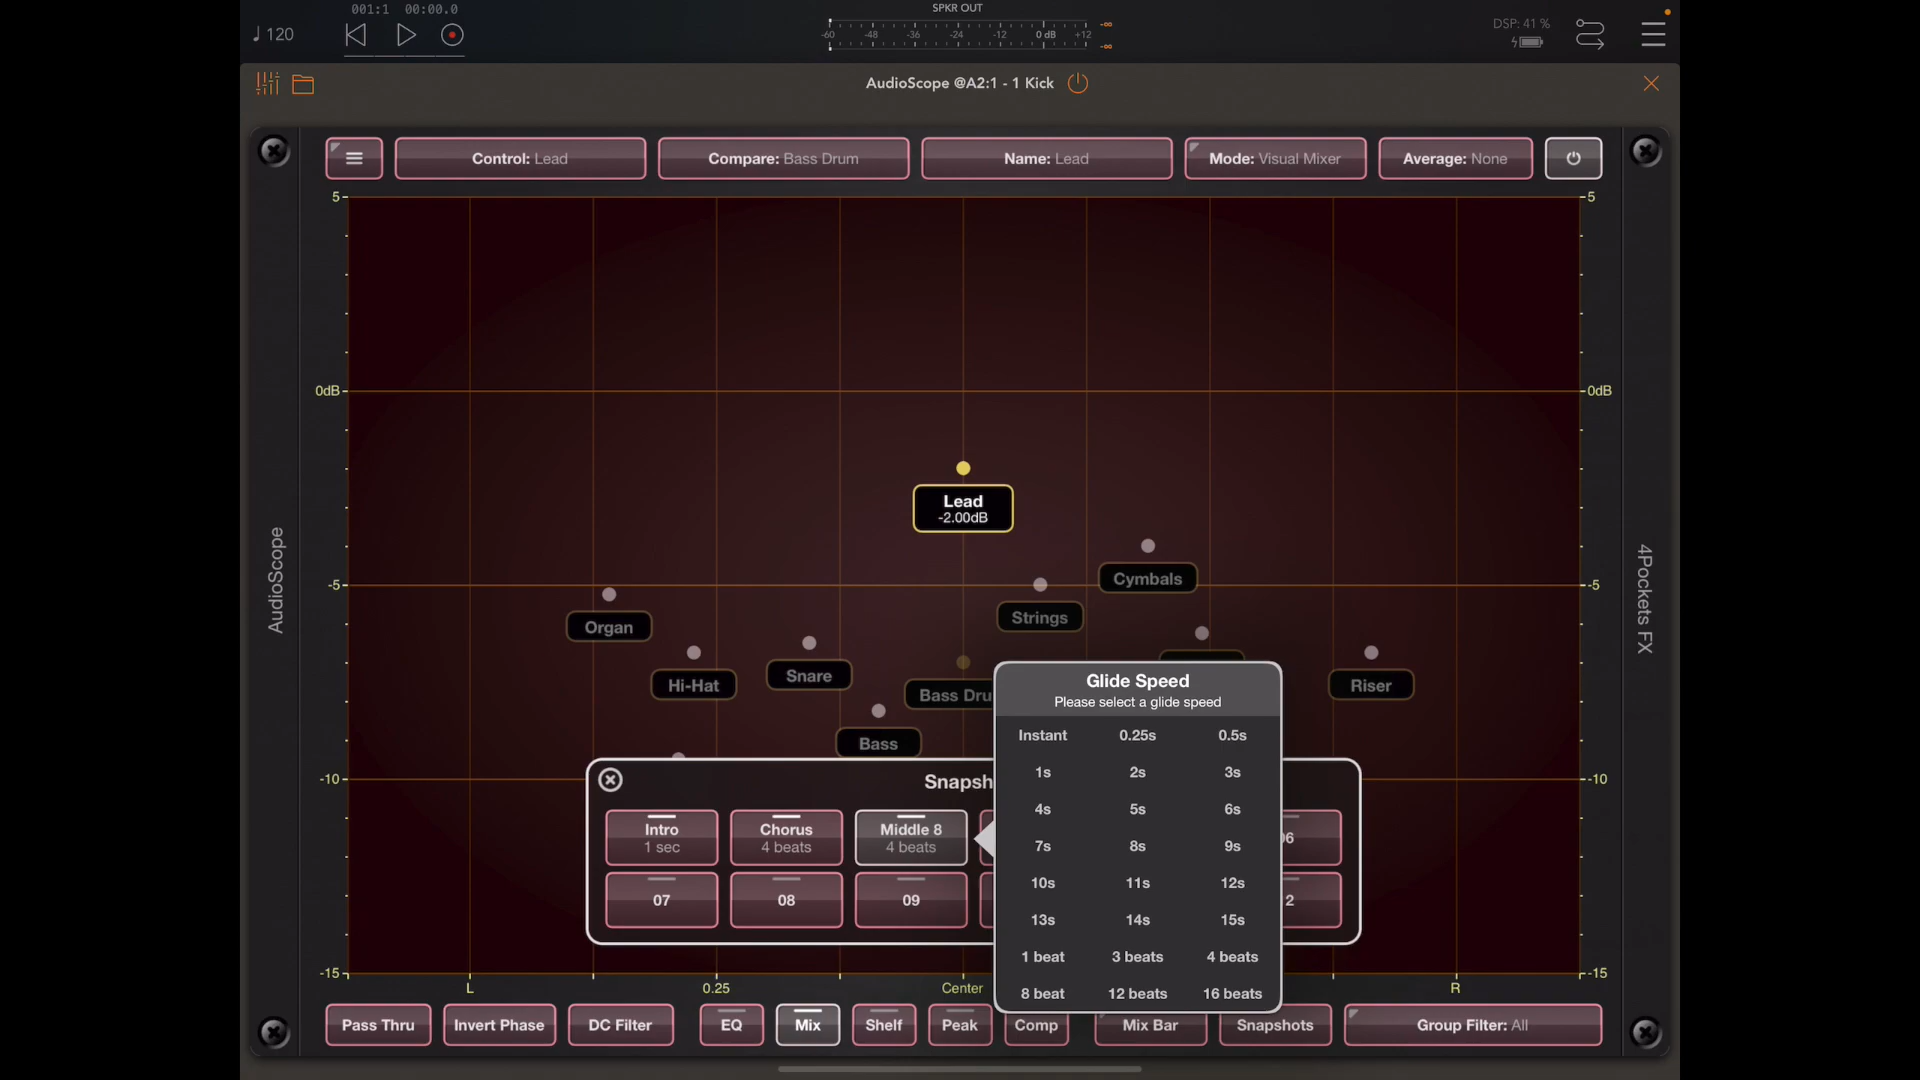 001:1 00:00.0
SPKR OUT
♩ 120
-60 -48 -36 -24 -12 0 dB +12
-∞
-∞
DSP: 41 %
AudioScope @A2:1 - 1 Kick
Control: Lead
Compare: Bass Drum
Name: Lead
Mode: Visual Mixer
Average: None
5
5
0dB
0dB
Lead
-2.00dB
Cymbals
-5
-5
Strings
Organ
Snare
Hi-Hat
Bass Dru
Riser
Bass
AudioScope
4Pockets FX
Glide Speed
Please select a glide speed
Instant 0.25s 0.5s
1s 2s 3s
4s 5s 6s
7s 8s 9s
10s 11s 12s
13s 14s 15s
1 beat 3 beats 4 beats
8 beat 12 beats 16 beats
-10
-10
Snapsh
Intro
1 sec
Chorus
4 beats
Middle 8
4 beats
07
08
09
-15
-15
L 0.25 Center R
Pass Thru
Invert Phase
DC Filter
EQ
Mix
Shelf
Peak
Comp
Mix Bar
Snapshots
Group Filter: All